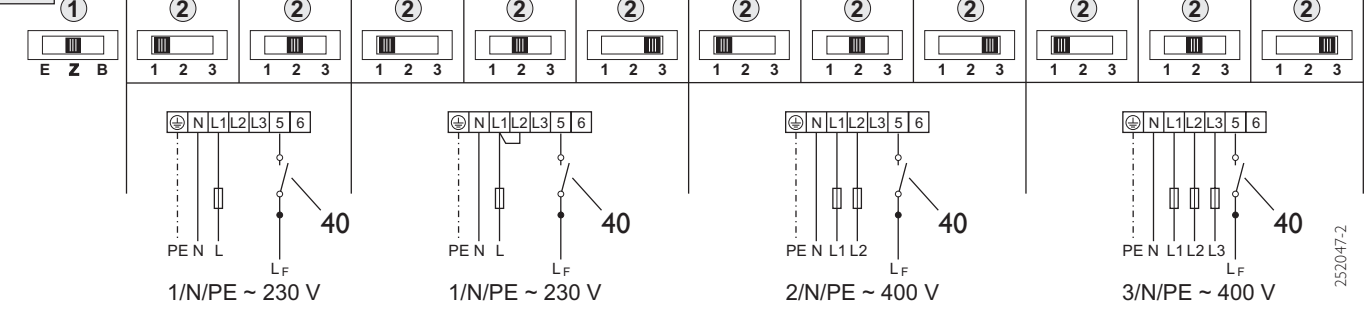 1 2 2 2 2 2 2 2 2 2 2 2
E Z B 1 2 3 1 2 3 1 2 3 1 2 3 1 2 3 1 2 3 1 2 3 1 2 3 1 2 3 1 2 3 1 2 3
N L1 L2 L3 5 6 N L1 L2 L3 5 6 N L1 L2 L3 5 6 N L1 L2 L3 5 6
40 40 40 40
PE N L PE N L PE N L1 L2 PE N L1 L2 L3
LF LF LF LF
1/N/PE ~ 230 V 1/N/PE ~ 230 V 2/N/PE ~ 400 V 3/N/PE ~ 400 V
252047-2